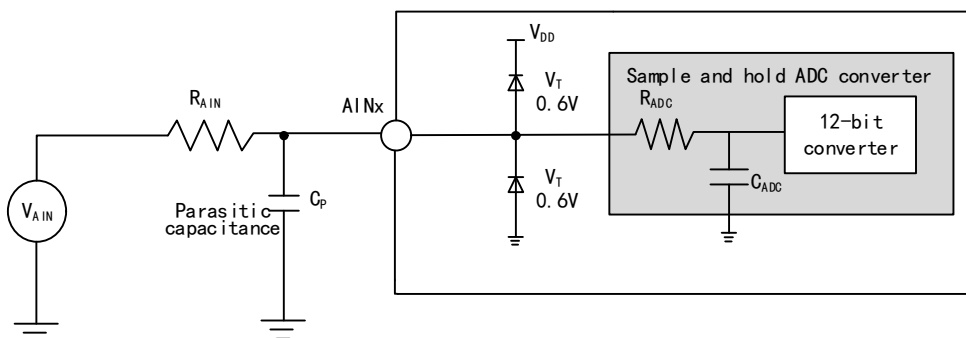 V_DD
Sample and hold ADC converter
V_T
0.6V
R_AIN
AINx
R_ADC
12-bit
converter
V_AIN
Parasitic
capacitance
C_P
V_T
0.6V
C_ADC